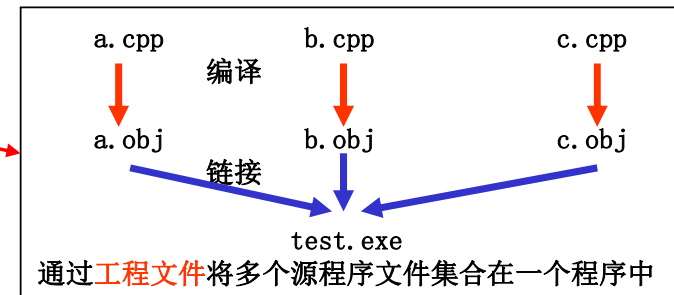 a.cpp b.cpp c.cpp
编译
a.obj b.obj c.obj
链接
test.exe
通过工程文件将多个源程序文件集合在一个程序中